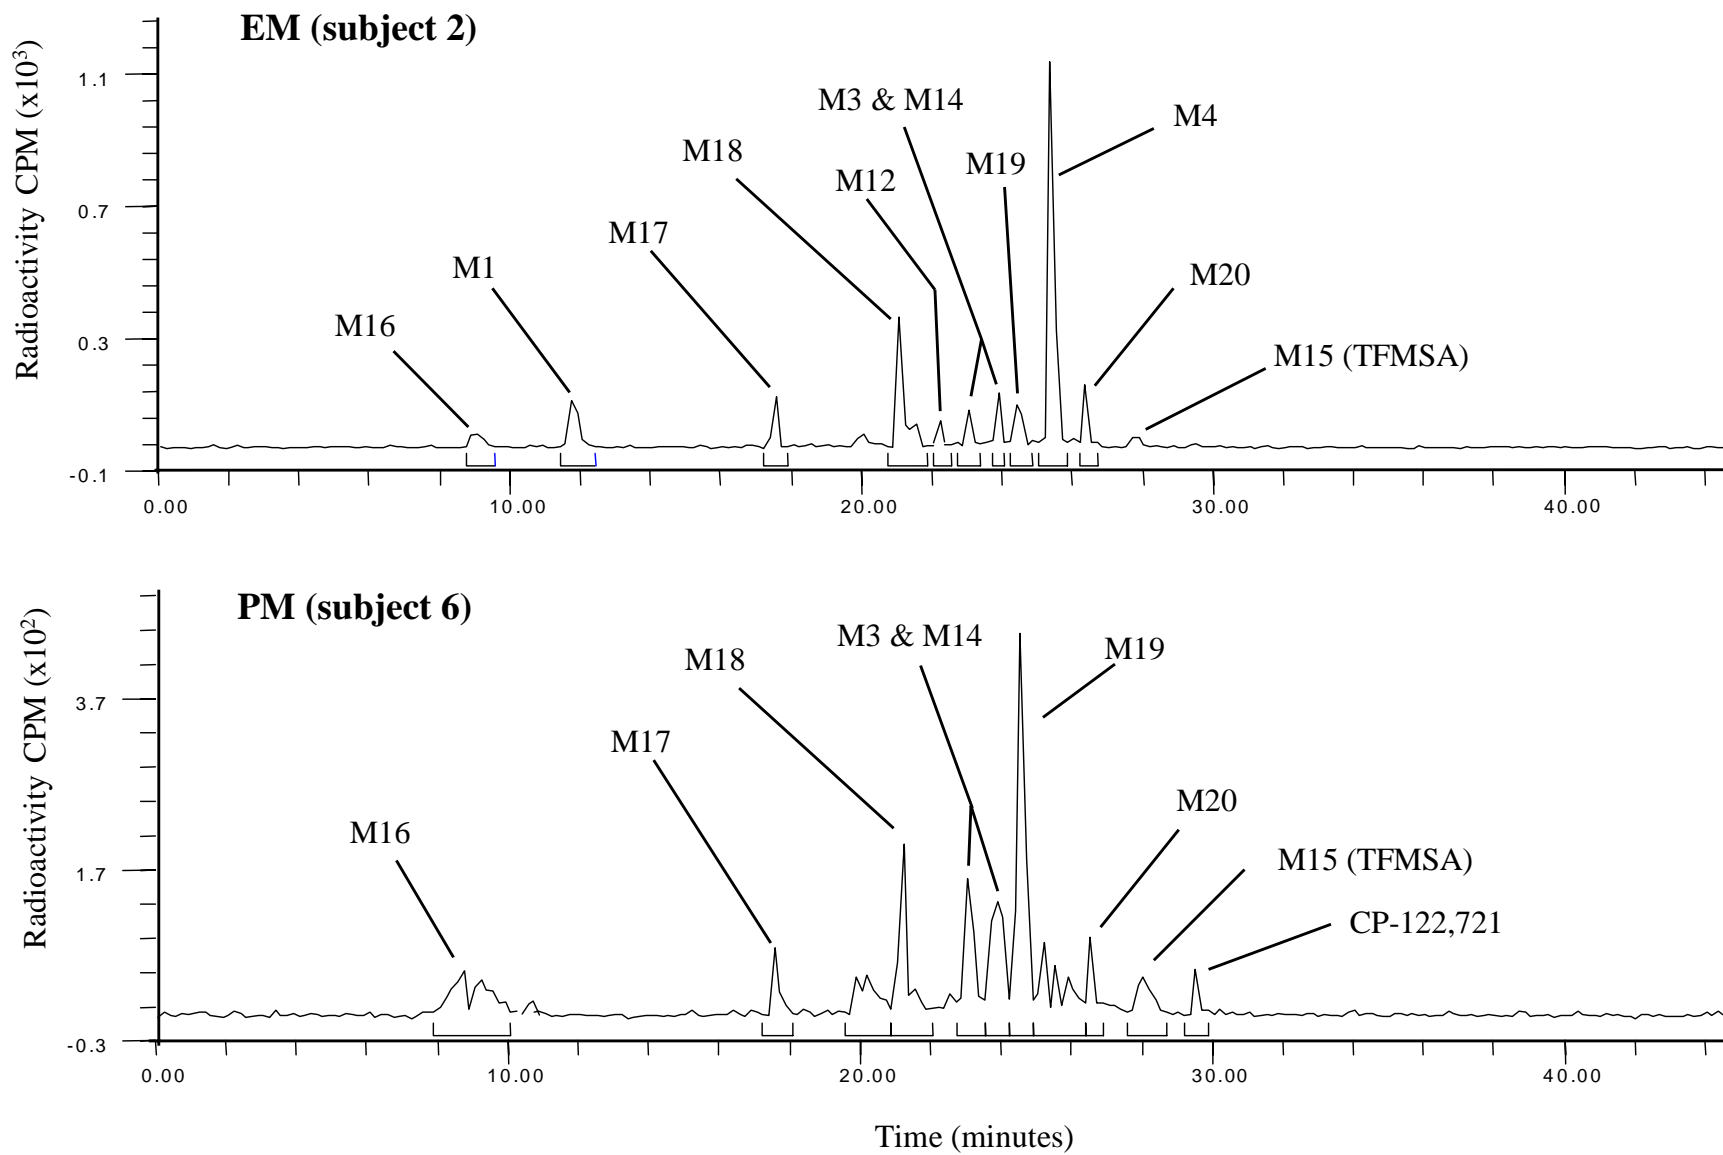 EM (subject 2)
Radioactivity CPM (x10³)
1.1
0.7
0.3
-0.1
M3 & M14
M4
M18
M19
M12
M17
M1
M20
M16
M15 (TFMSA)
0.00 10.00 20.00 30.00 40.00
PM (subject 6)
Radioactivity CPM (x10²)
3.7
1.7
-0.3
M3 & M14
M19
M18
M17
M20
M16
M15 (TFMSA)
CP-122,721
0.00 10.00 20.00 30.00 40.00
Time (minutes)